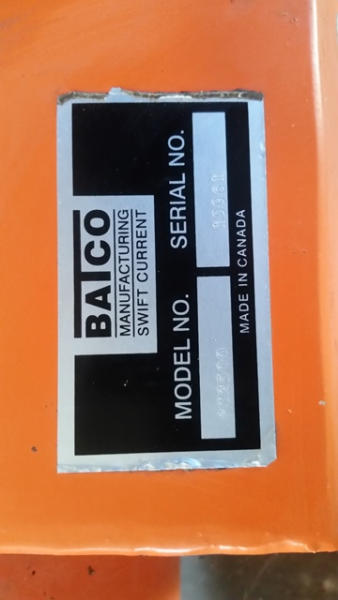 BATCO
MANUFACTURING
SWIFT CURRENT
MODEL NO.
SERIAL NO.
MADE IN CANADA